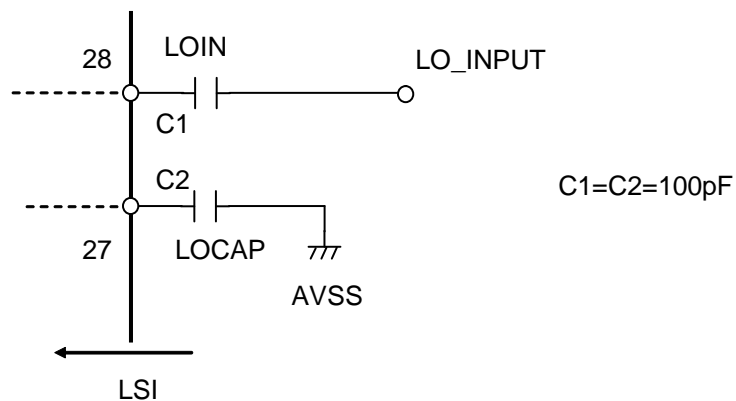 LOIN
28
LO_INPUT
C1
C2
C1=C2=100pF
27
LOCAP
AVSS
LSI